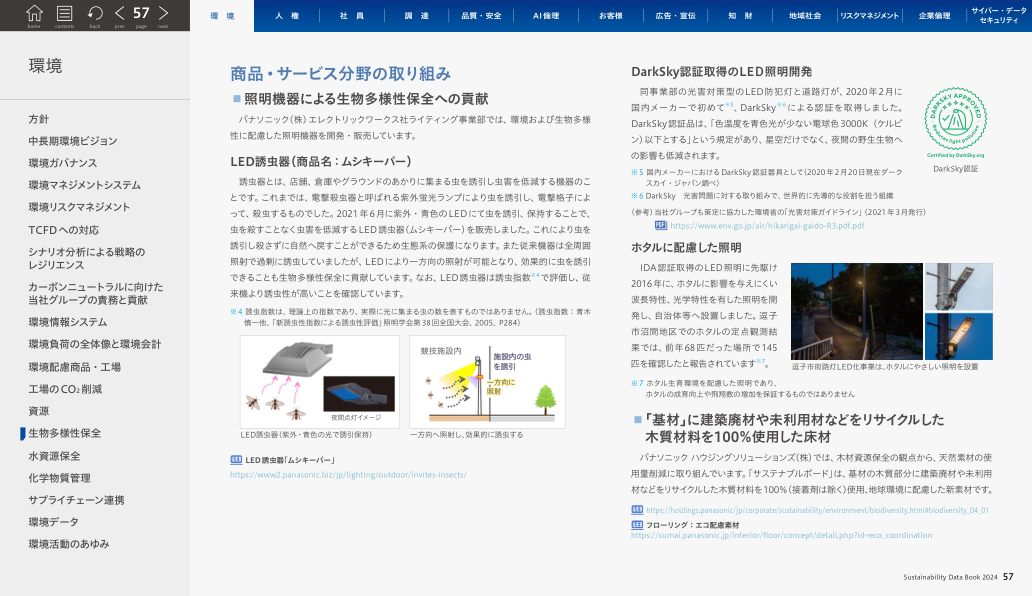 home contents back prev 57 page next
環 境 人 権 社 員 調 達 品質・安全 AI倫理 お客様 広告・宣伝 知 財 地域社会 リスクマネジメント 企業倫理 サイバー・データ
セキュリティ
環境
方針
中長期環境ビジョン
環境ガバナンス
環境マネジメントシステム
環境リスクマネジメント
TCFDへの対応
シナリオ分析による戦略の
レジリエンス
カーボンニュートラルに向けた
当社グループの責務と貢献
環境情報システム
環境負荷の全体像と環境会計
環境配慮商品・工場
工場のCO₂削減
資源
生物多様性保全
水資源保全
化学物質管理
サプライチェーン連携
環境データ
環境活動のあゆみ
商品・サービス分野の取り組み
■ 照明機器による生物多様性保全への貢献
パナソニック(株) エレクトリックワークス社ライティング事業部では、環境および生物多様
性に配慮した照明機器を開発・販売しています。
LED誘虫器(商品名:ムシキーパー)
誘虫器とは、店舗、倉庫やグラウンドのあかりに集まる虫を誘引し虫害を低減する機器のこ
とです。これまでは、電撃殺虫器と呼ばれる紫外蛍光ランプにより虫を誘引し、電撃格子によ
って、殺虫するものでした。2021年6月に紫外・青色のLEDにて虫を誘引、保持することで、
虫を殺すことなく虫害を低減するLED誘虫器(ムシキーパー)を販売しました。これにより虫を
誘引し殺さずに自然へ戻すことができるため生態系の保護になります。また従来機器は全周囲
照射で過剰に誘虫していましたが、LEDにより一方向の照射が可能となり、効果的に虫を誘引
できることも生物多様性保全に貢献しています。なお、LED誘虫器は誘虫指数※4で評価し、従
来機より誘虫性が高いことを確認しています。
※4 誘虫指数は、理論上の指数であり、実際に光に集まる虫の数を表すものではありません。(誘虫指数:青木
慎一他、「新誘虫性指数による誘虫性評価」照明学会第38回全国大会、2005、P284)
夜間点灯イメージ
競技施設内
施設内の虫
を誘引
一方向に
照射
LED誘虫器(紫外・青色の光で誘引保持)
一方向へ照射し、効果的に誘虫する
WEB LED誘虫器「ムシキーパー」
https://www2.panasonic.biz/jp/lighting/outdoor/invites-insects/
DarkSky認証取得のLED照明開発
同事業部の光害対策型のLED防犯灯と道路灯が、2020年2月に
国内メーカーで初めて※5、DarkSky※6による認証を取得しました。
DarkSky認証品は、「色温度を青色光が少ない電球色3000K(ケルビ
ン)以下とする」という規定があり、星空だけでなく、夜間の野生生物へ
の影響も低減されます。
DARKSKY APPROVED
Reduces light pollution
Certified by DarkSky.org
DarkSky認証
※5 国内メーカーにおけるDarkSky認証器具として(2020年2月20日現在ダーク
スカイ・ジャパン調べ)
※6 DarkSky 光害問題に対する取り組みで、世界的に先導的な役割を担う組織
(参考)当社グループも策定に協力した環境省の「光害対策ガイドライン」(2021年3月発行)
PDF https://www.env.go.jp/air/hikarigai-gaido-R3.pdf.pdf
ホタルに配慮した照明
IDA認証取得のLED照明に先駆け
2016年に、ホタルに影響を与えにくい
波長特性、光学特性を有した照明を開
発し、自治体等へ設置しました。逗子
市沼間地区でのホタルの定点観測結
果では、前年68匹だった場所で145
匹を確認したと報告されています※7。
逗子市街路灯LED化事業は、ホタルにやさしい照明を設置
※7 ホタル生育環境を配慮した照明であり、
ホタルの成育向上や飛翔数の増加を保証するものではありません
■ 「基材」に建築廃材や未利用材などをリサイクルした
木質材料を100%使用した床材
パナソニック ハウジングソリューションズ(株)では、木材資源保全の観点から、天然素材の使
用量削減に取り組んでいます。「サステナブルボード」は、基材の木質部分に建築廃材や未利用
材などをリサイクルした木質材料を100%(接着剤は除く)使用、地球環境に配慮した新素材です。
WEB https://holdings.panasonic/jp/corporate/sustainability/environment/biodiversity.html#biodiversity_04_01
WEB フローリング:エコ配慮素材
https://sumai.panasonic.jp/interior/floor/concept/detail.php?id=eco_coordination
Sustainability Data Book 2024 57